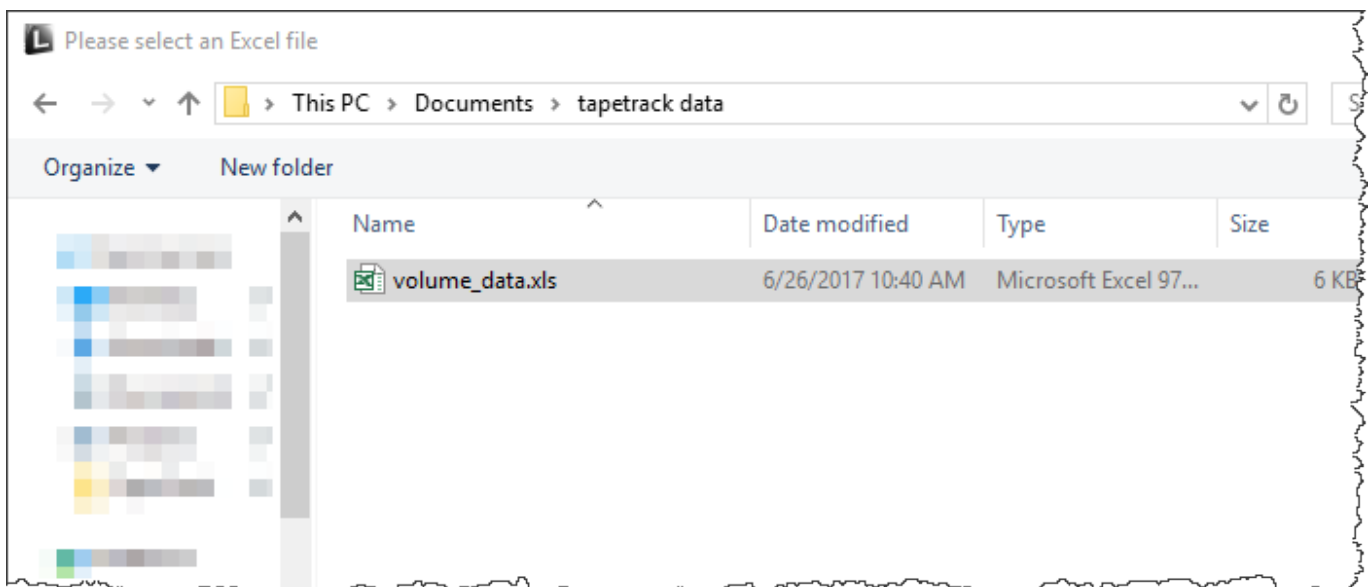 Please select an Excel file
This PC > Documents > tapetrack data
Organize New folder
Name Date modified Type Size
volume_data.xls 6/26/2017 10:40 AM Microsoft Excel 97... 6 KB